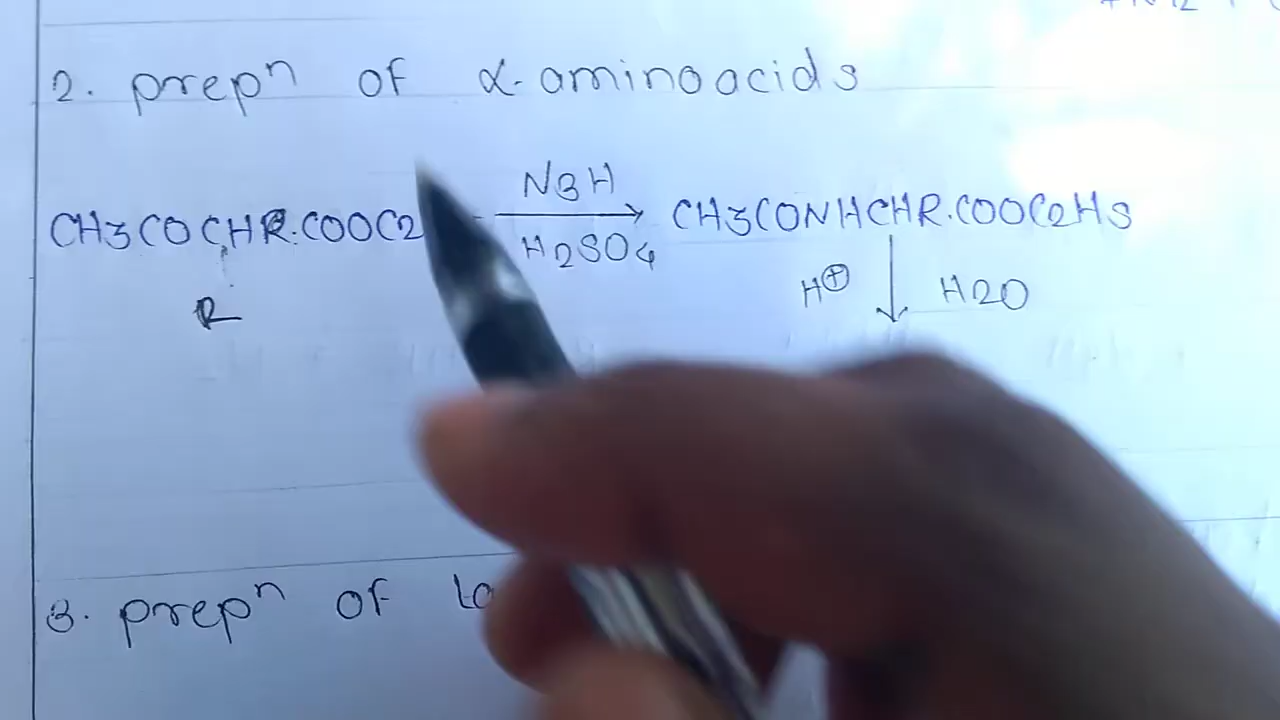 2. prepⁿ of α-aminoacids
N3H
CH3COCHR.COOC2 → CH3CONHCHR.COOC2H5
H2SO4
H⊕ ↓ H2O
R
3. prepⁿ of